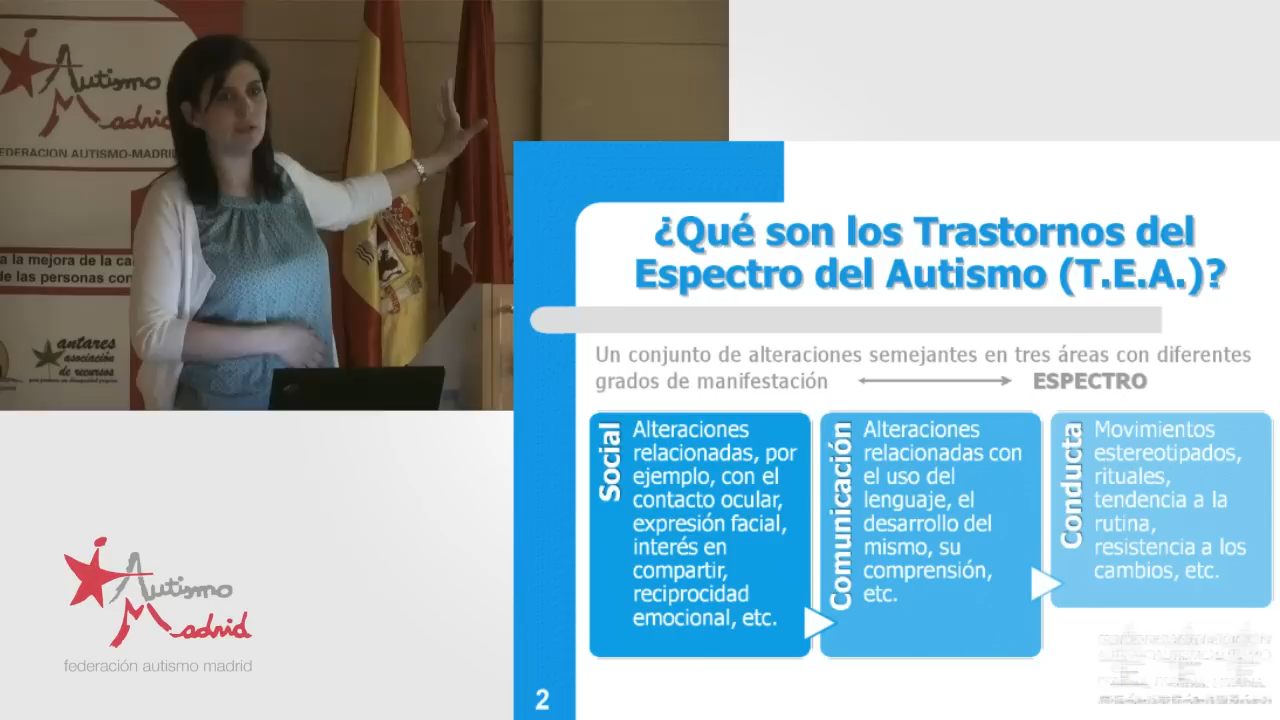 Autismo
Madrid
FEDERACION AUTISMO-MADRID
a la mejora de la ca
de las personas con
antares
asociación
de recursos
¿Qué son los Trastornos del
Espectro del Autismo (T.E.A.)?
Un conjunto de alteraciones semejantes en tres áreas con diferentes
grados de manifestación ESPECTRO
Social
Alteraciones
relacionadas, por
ejemplo, con el
contacto ocular,
expresión facial,
interés en
compartir,
reciprocidad
emocional, etc.
Comunicación
Alteraciones
relacionadas con
el uso del
lenguaje, el
desarrollo del
mismo, su
comprensión,
etc.
Conducta
Movimientos
estereotipados,
rituales,
tendencia a la
rutina,
resistencia a los
cambios, etc.
2
Autismo
Madrid
federación autismo madrid